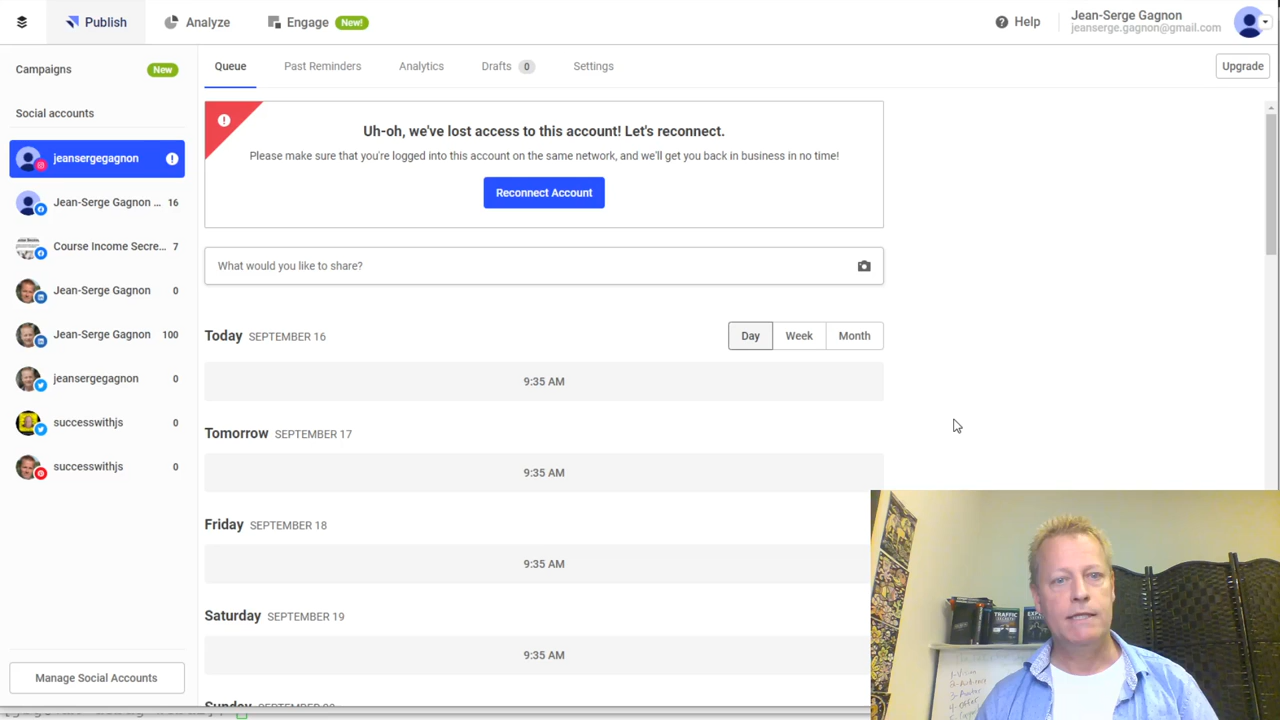 Publish
Analyze
Engage New!
Help
Jean-Serge Gagnon
jeanserge.gagnon@gmail.com
Campaigns New
Social accounts
jeansergegagnon
Jean-Serge Gagnon ... 16
Course Income Secre... 7
Jean-Serge Gagnon 0
Jean-Serge Gagnon 100
jeansergegagnon 0
successwithjs 0
successwithjs 0
Manage Social Accounts
Queue Past Reminders Analytics Drafts 0 Settings
Upgrade
Uh-oh, we've lost access to this account! Let's reconnect.
Please make sure that you're logged into this account on the same network, and we'll get you back in business in no time!
Reconnect Account
What would you like to share?
Today SEPTEMBER 16
Day Week Month
9:35 AM
Tomorrow SEPTEMBER 17
9:35 AM
Friday SEPTEMBER 18
9:35 AM
Saturday SEPTEMBER 19
9:35 AM
TRAFFIC